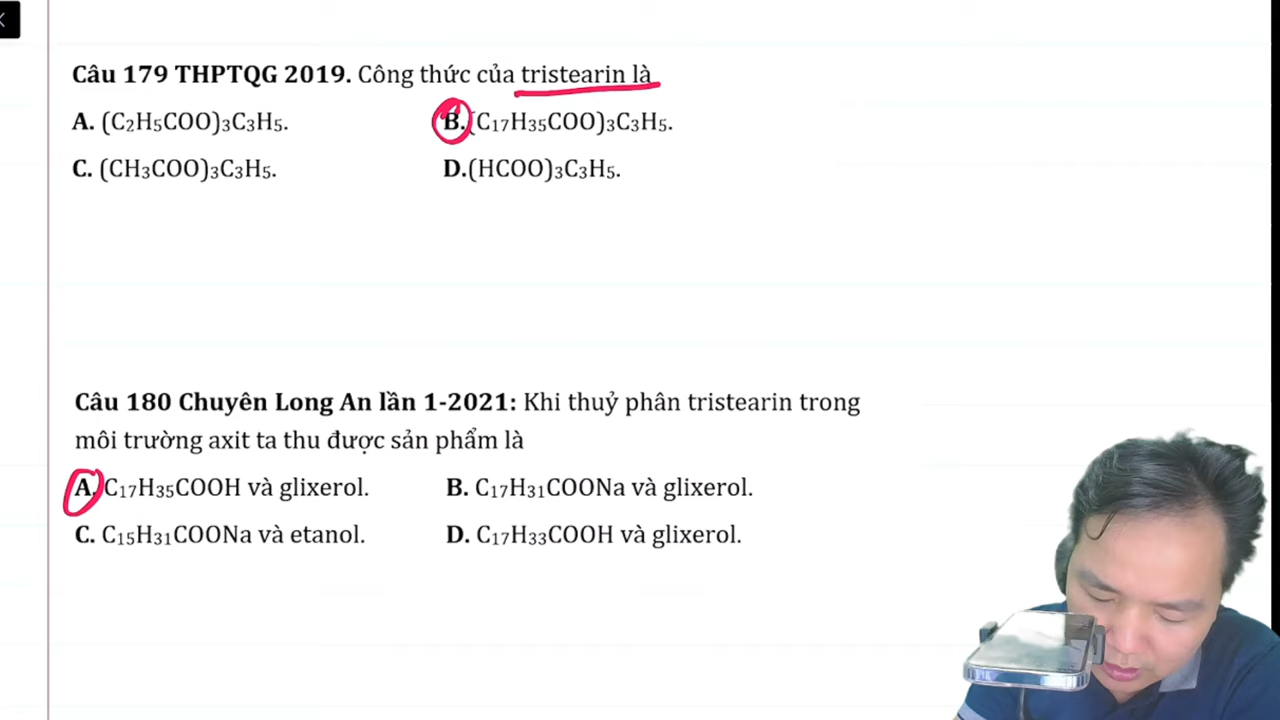 Câu 179 THPTQG 2019. Công thức của tristearin là
A. (C₂H₅COO)₃C₃H₅. B. (C₁₇H₃₅COO)₃C₃H₅.
C. (CH₃COO)₃C₃H₅. D.(HCOO)₃C₃H₅.
Câu 180 Chuyên Long An lần 1-2021: Khi thuỷ phân tristearin trong
môi trường axit ta thu được sản phẩm là
A. C₁₇H₃₅COOH và glixerol. B. C₁₇H₃₁COONa và glixerol.
C. C₁₅H₃₁COONa và etanol. D. C₁₇H₃₃COOH và glixerol.